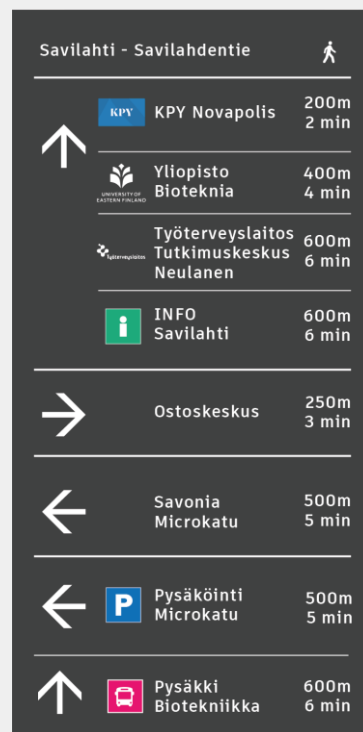 Savilahti - Savilahdentie
KPY
KPY Novapolis
200m
2 min
UNIVERSITY OF
EASTERN FINLAND
Yliopisto
Bioteknia
400m
4 min
Työterveyslaitos
Työterveyslaitos
Tutkimuskeskus
Neulanen
600m
6 min
i
INFO
Savilahti
600m
6 min
Ostoskeskus
250m
3 min
Savonia
Microkatu
500m
5 min
P
Pysäköinti
Microkatu
500m
5 min
Pysäkki
Biotekniikka
600m
6 min